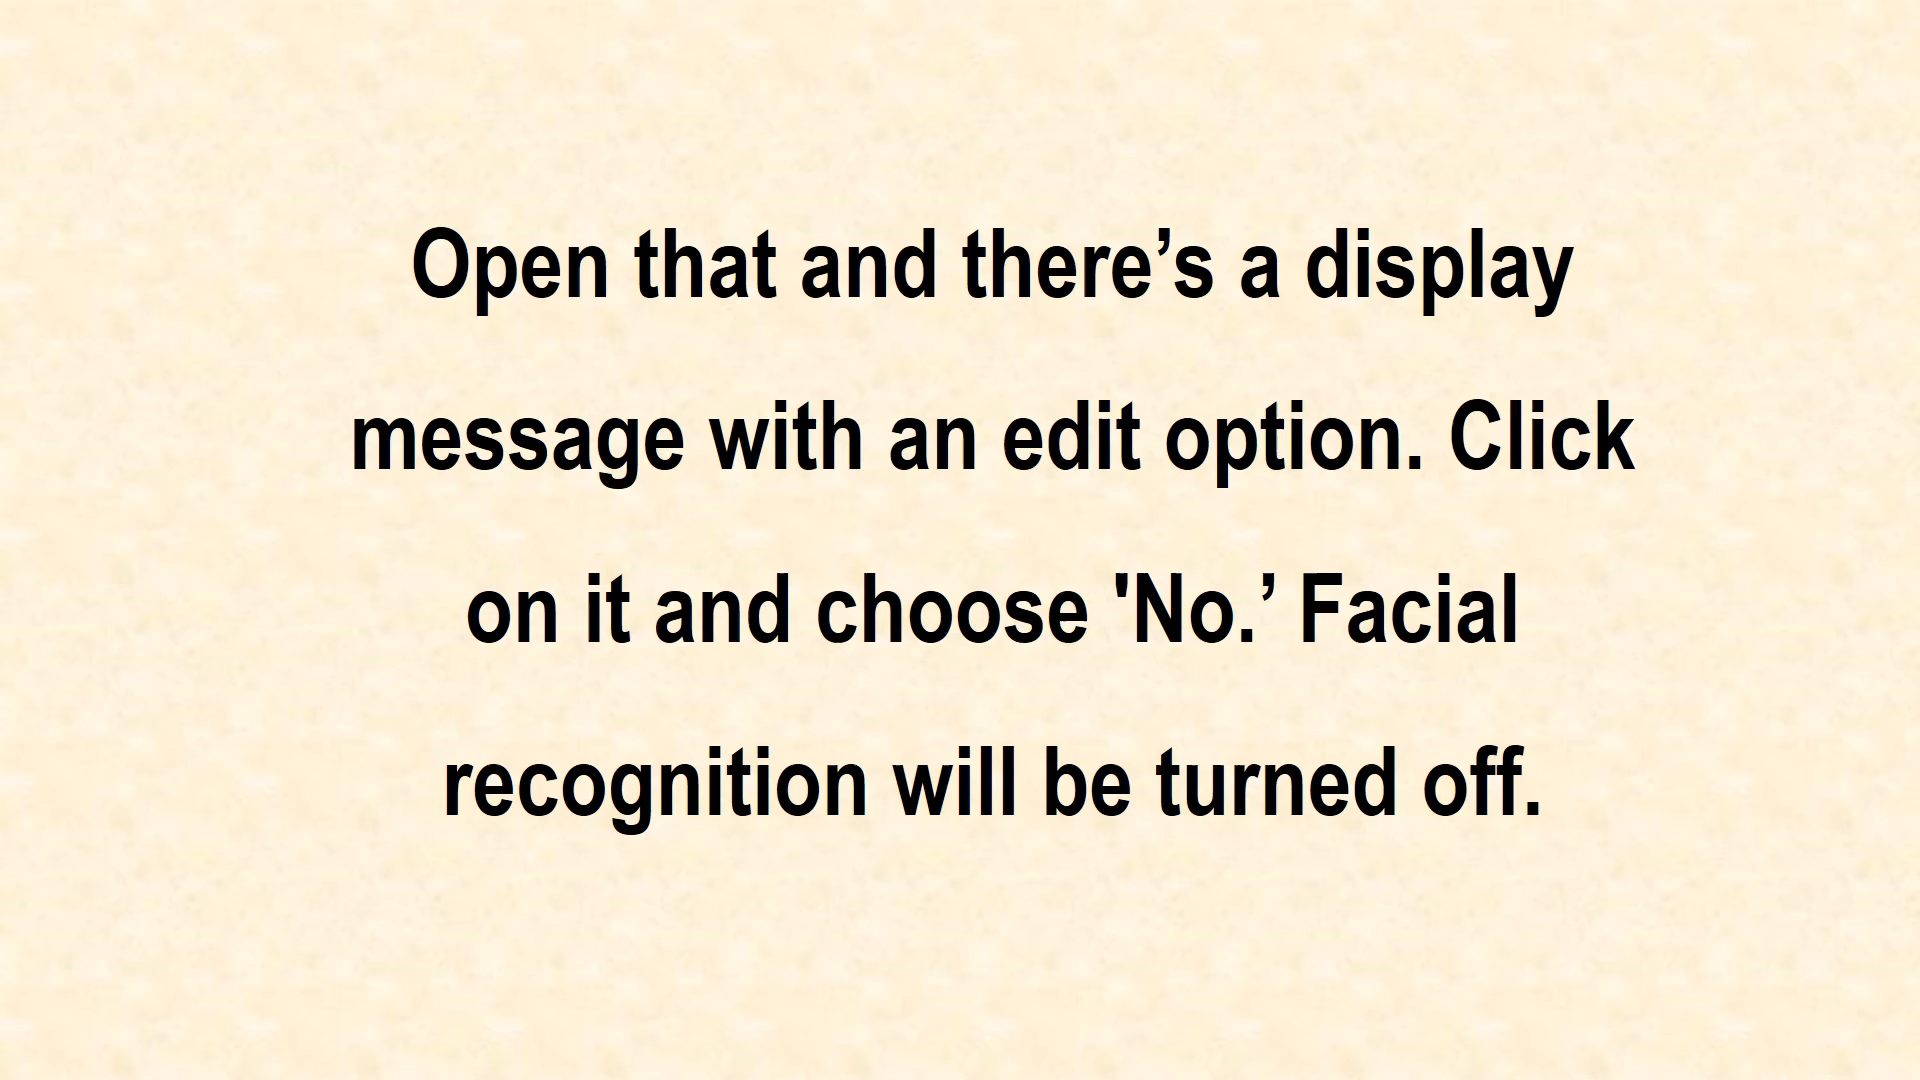 Open that and there’s a display
message with an edit option. Click
on it and choose 'No.’ Facial
recognition will be turned off.